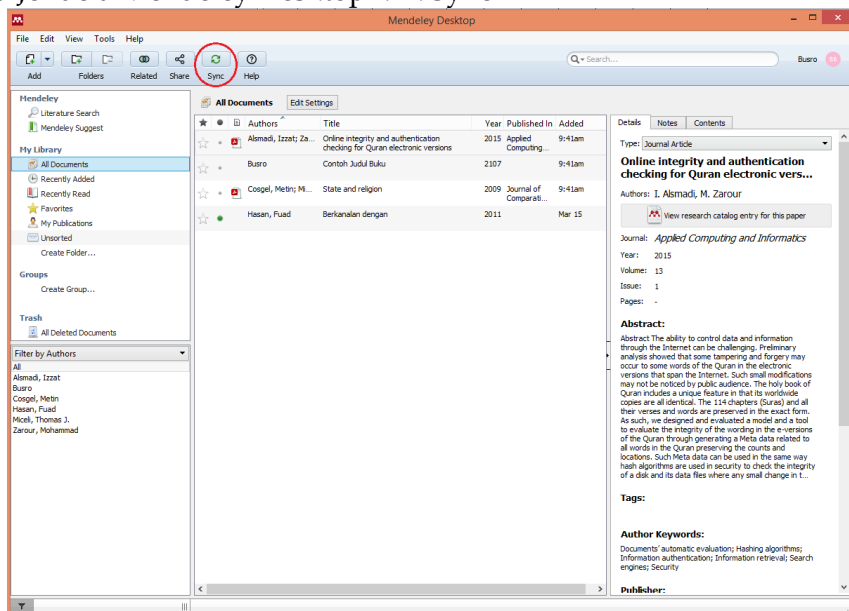 Mendeley Desktop
File Edit View Tools Help
Add Folders Related Share Sync Help
Search...
Busro
Mendeley
Literature Search
Mendeley Suggest
My Library
All Documents
Recently Added
Recently Read
Favorites
My Publications
Unsorted
Create Folder...
Groups
Create Group...
Trash
All Deleted Documents
Filter by Authors
All
Alsmadi, Izzat
Busro
Cosgel, Metin
Hasan, Fuad
Miceli, Thomas J.
Zarour, Mohammad
All Documents Edit Settings
Authors Title Year Published In Added
Alsmadi, Izzat; Za... Online integrity and authentication 2015 Applied 9:41am
checking for Quran electronic versions Computing...
Busro Contoh Judul Buku 2107 9:41am
Cosgel, Metin; Mi... State and religion 2009 Journal of 9:41am
Comparati...
Hasan, Fuad Berkanalan dengan 2011 Mar 15
Details Notes Contents
Type: Journal Article
Online integrity and authentication
checking for Quran electronic vers...
Authors: I. Alsmadi, M. Zarour
View research catalog entry for this paper
Journal: Applied Computing and Informatics
Year: 2015
Volume: 13
Issue: 1
Pages: -
Abstract:
Abstract The ability to control data and information
through the Internet can be challenging. Preliminary
analysis showed that some tampering and forgery may
occur to some words of the Quran in the electronic
versions that span the Internet. Such small modifications
may not be noticed by public audience. The holy book of
Quran includes a unique feature in that its worldwide
copies are all identical. The 114 chapters (Suras) and all
their verses and words are preserved in the exact form.
As such, we designed and evaluated a model and a tool
to evaluate the integrity of the wording in the e-versions
of the Quran through generating a Meta data related to
all words in the Quran preserving the counts and
locations. Such Meta data can be used in the same way
hash algorithms are used in security to check the integrity
of a disk and its data files where any small change in t...
Tags:
Author Keywords:
Documents' automatic evaluation; Hashing algorithms;
Information authentication; Information retrieval; Search
engines; Security
Publisher: